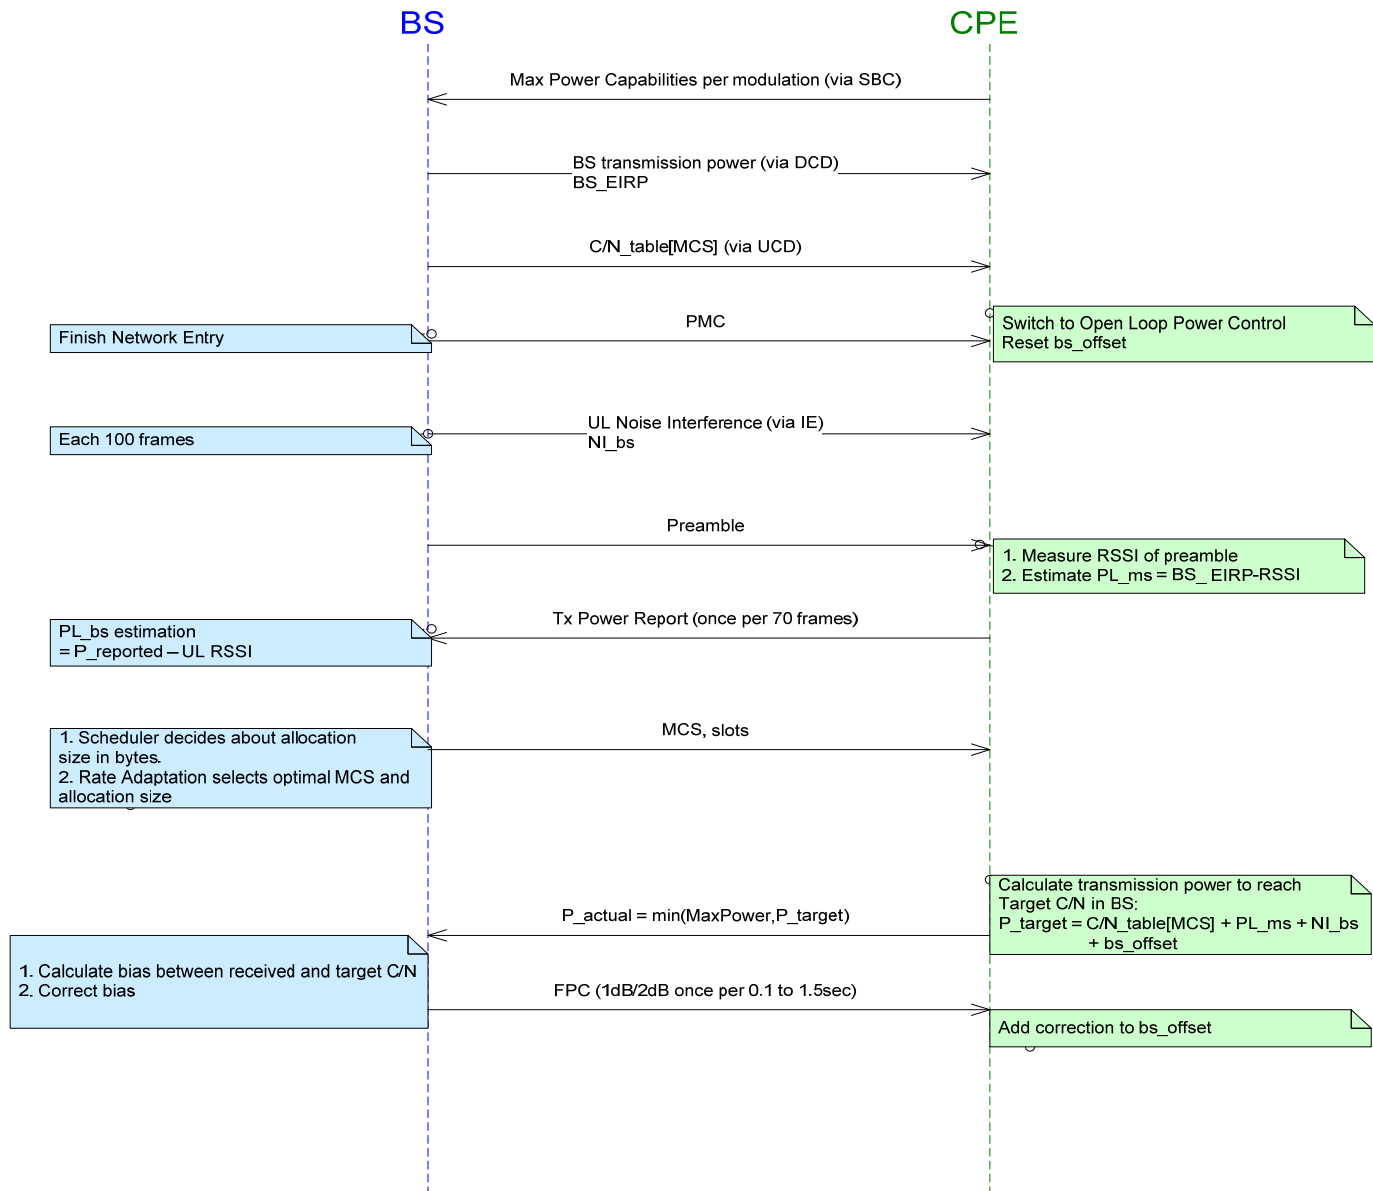 BS
CPE
Max Power Capabilities per modulation (via SBC)
BS transmission power (via DCD)
BS_EIRP
C/N_table[MCS] (via UCD)
Finish Network Entry
PMC
Switch to Open Loop Power Control
Reset bs_offset
Each 100 frames
UL Noise Interference (via IE)
NI_bs
Preamble
1. Measure RSSI of preamble
2. Estimate PL_ms = BS_ EIRP-RSSI
Tx Power Report (once per 70 frames)
PL_bs estimation
= P_reported – UL RSSI
MCS, slots
1. Scheduler decides about allocation
size in bytes.
2. Rate Adaptation selects optimal MCS and
allocation size
Calculate transmission power to reach
Target C/N in BS:
P_target = C/N_table[MCS] + PL_ms + NI_bs
+ bs_offset
P_actual = min(MaxPower,P_target)
1. Calculate bias between received and target C/N
2. Correct bias
FPC (1dB/2dB once per 0.1 to 1.5sec)
Add correction to bs_offset